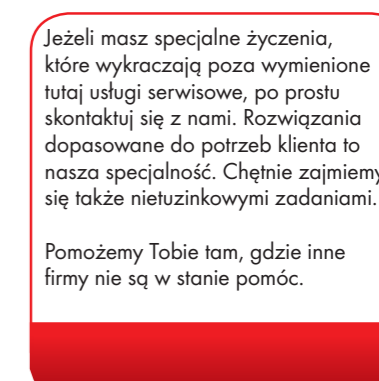 Jeżeli masz specjalne życzenia,
które wykraczają poza wymienione
tutaj usługi serwisowe, po prostu
skontaktuj się z nami. Rozwiązania
dopasowane do potrzeb klienta to
nasza specjalność. Chętnie zajmiemy
się także nietuzinkowymi zadaniami.
Pomożemy Tobie tam, gdzie inne
firmy nie są w stanie pomóc.